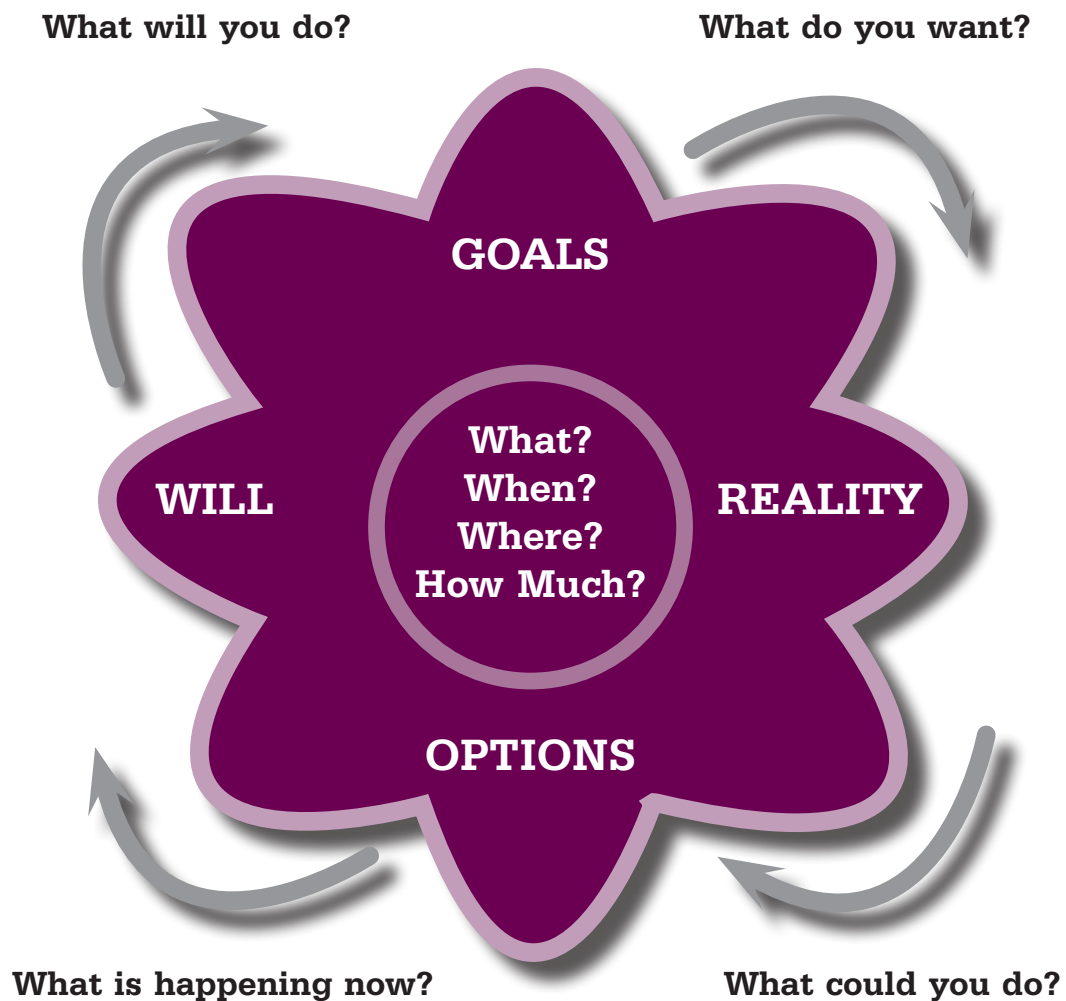 What will you do?
What do you want?
GOALS
What?
When?
Where?
How Much?
WILL
REALITY
OPTIONS
What is happening now?
What could you do?